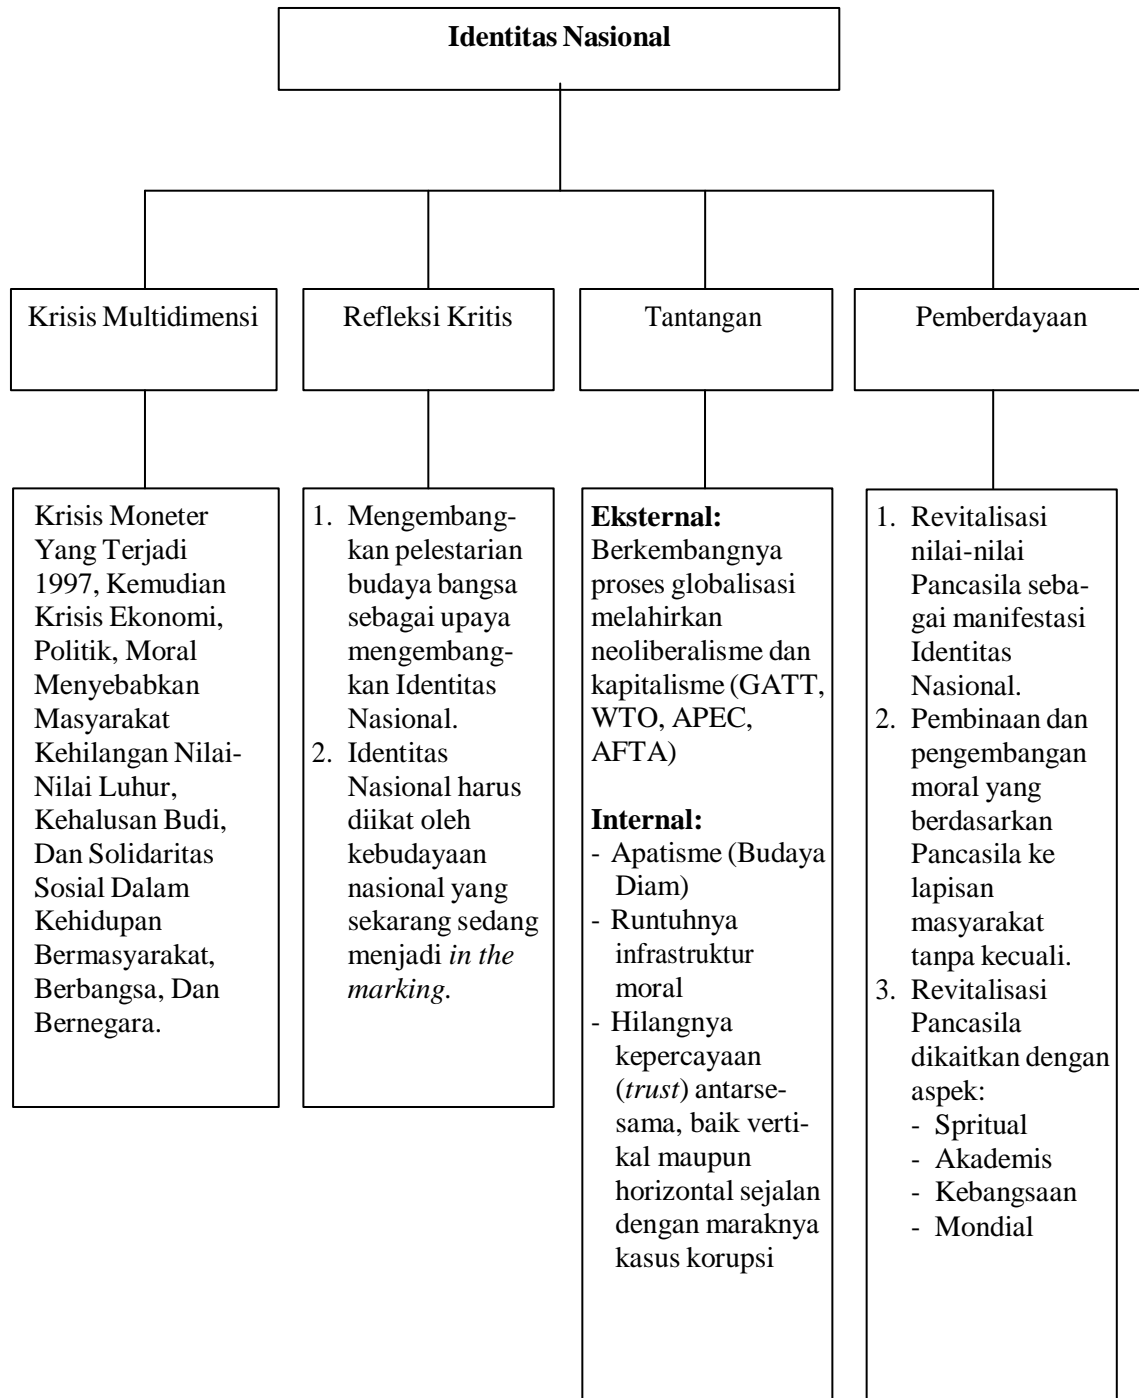 Identitas Nasional
Krisis Multidimensi
Refleksi Kritis
Tantangan
Pemberdayaan
Krisis Moneter
Yang Terjadi
1997, Kemudian
Krisis Ekonomi,
Politik, Moral
Menyebabkan
Masyarakat
Kehilangan Nilai-
Nilai Luhur,
Kehalusan Budi,
Dan Solidaritas
Sosial Dalam
Kehidupan
Bermasyarakat,
Berbangsa, Dan
Bernegara.
1. Mengembang-
kan pelestarian
budaya bangsa
sebagai upaya
mengembang-
kan Identitas
Nasional.
2. Identitas
Nasional harus
diikat oleh
kebudayaan
nasional yang
sekarang sedang
menjadi in the
marking.
Eksternal:
Berkembangnya
proses globalisasi
melahirkan
neoliberalisme dan
kapitalisme (GATT,
WTO, APEC,
AFTA)
Internal:
- Apatisme (Budaya
Diam)
- Runtuhnya
infrastruktur
moral
- Hilangnya
kepercayaan
(trust) antarse-
sama, baik verti-
kal maupun
horizontal sejalan
dengan maraknya
kasus korupsi
1. Revitalisasi
nilai-nilai
Pancasila seba-
gai manifestasi
Identitas
Nasional.
2. Pembinaan dan
pengembangan
moral yang
berdasarkan
Pancasila ke
lapisan
masyarakat
tanpa kecuali.
3. Revitalisasi
Pancasila
dikaitkan dengan
aspek:
- Spritual
- Akademis
- Kebangsaan
- Mondial